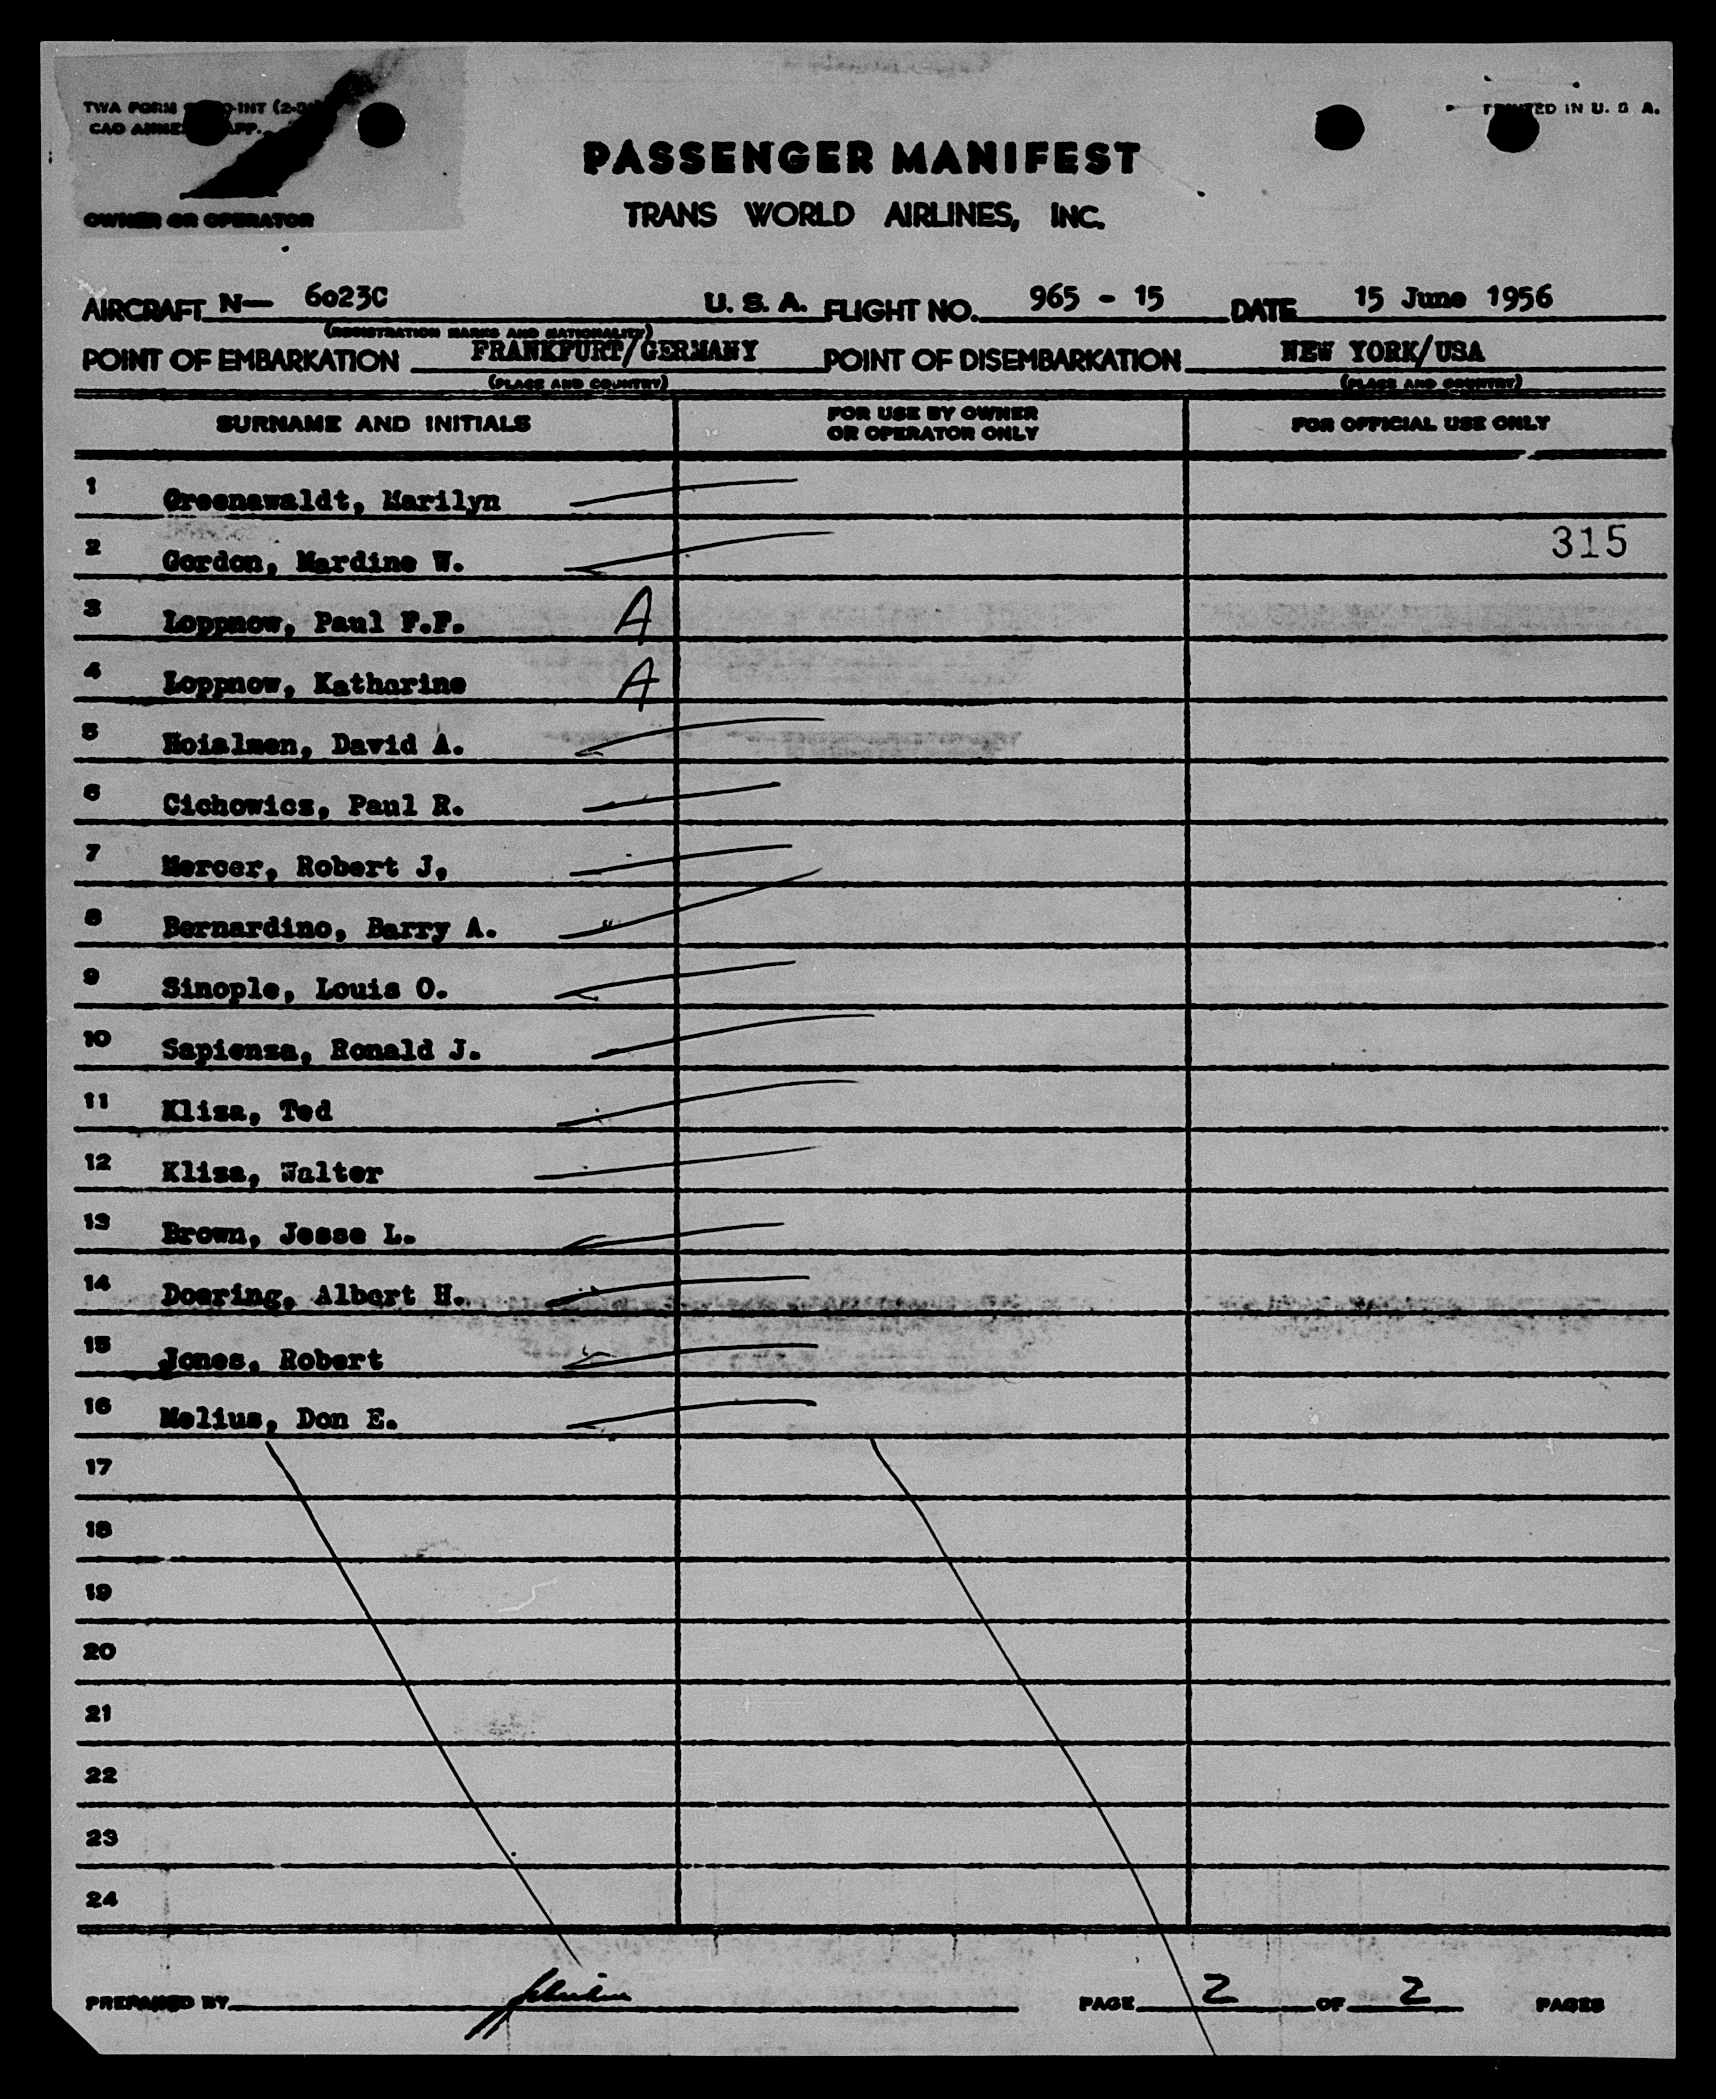 TWA FORM
PRINTED IN U. S. A.
PASSENGER MANIFEST
TRANS WORLD AIRLINES, INC.
OWNER OR OPERATOR
AIRCRAFT N— 6023C U. S. A. FLIGHT NO. 965 - 15 DATE 15 June 1956
(REGISTRATION MARKS AND NATIONALITY)
POINT OF EMBARKATION FRANKFURT/GERMANY POINT OF DISEMBARKATION NEW YORK/USA
(PLACE AND COUNTRY) (PLACE AND COUNTRY)
SURNAME AND INITIALS FOR USE BY OWNER OR OPERATOR ONLY FOR OFFICIAL USE ONLY
1 Greenawaldt, Marilyn
2 Gordon, Mardine W. 315
3 Loppnow, Paul F.F. A
4 Loppnow, Katharine A
5 David A.
6 Cichowicz, Paul R.
7 Mercer, Robert J,
8 Bernardino, Barry A.
9 Sinople, Louis O.
10 Sapienza, Ronald J.
11 Kliza, Ted
12 Kliza, Walter
13 Brown, Jesse L.
14 Doering, Albert H.
15 Jones, Robert
16 Melius, Don E.
17
18
19
20
21
22
23
24
PREPARED BY PAGE 2 OF 2 PAGES